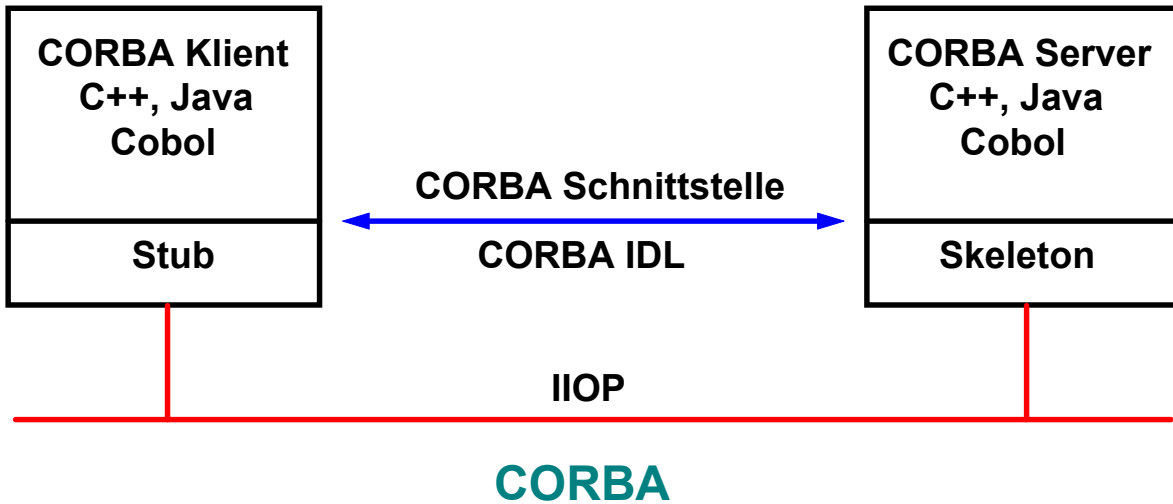 CORBA Klient
C++, Java
Cobol
Stub
CORBA Schnittstelle
CORBA IDL
CORBA Server
C++, Java
Cobol
Skeleton
IIOP
CORBA